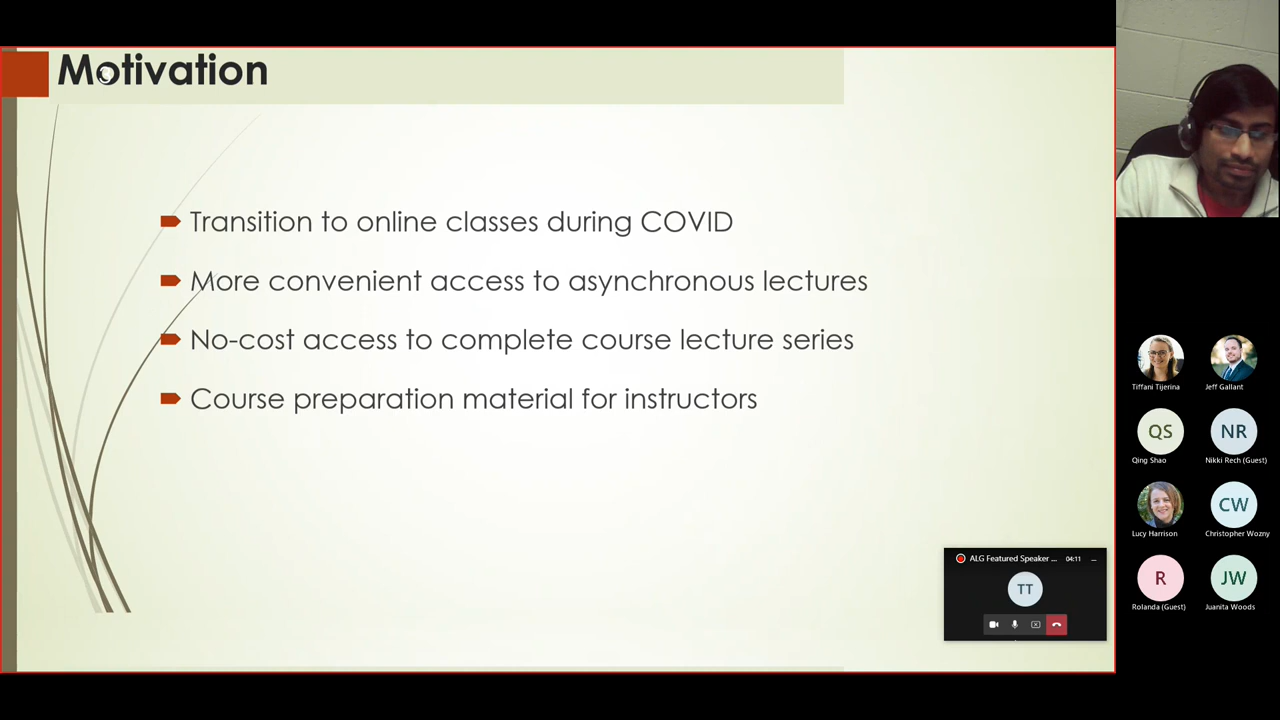 Motivation
Transition to online classes during COVID
More convenient access to asynchronous lectures
No-cost access to complete course lecture series
Course preparation material for instructors
ALG Featured Speaker ... 04:11
TT
Tiffani Tijerina
Jeff Gallant
QS
NR
Qing Shao
Nikki Rech (Guest)
CW
Lucy Harrison
Christopher Wozny
R
JW
Rolanda (Guest)
Juanita Woods